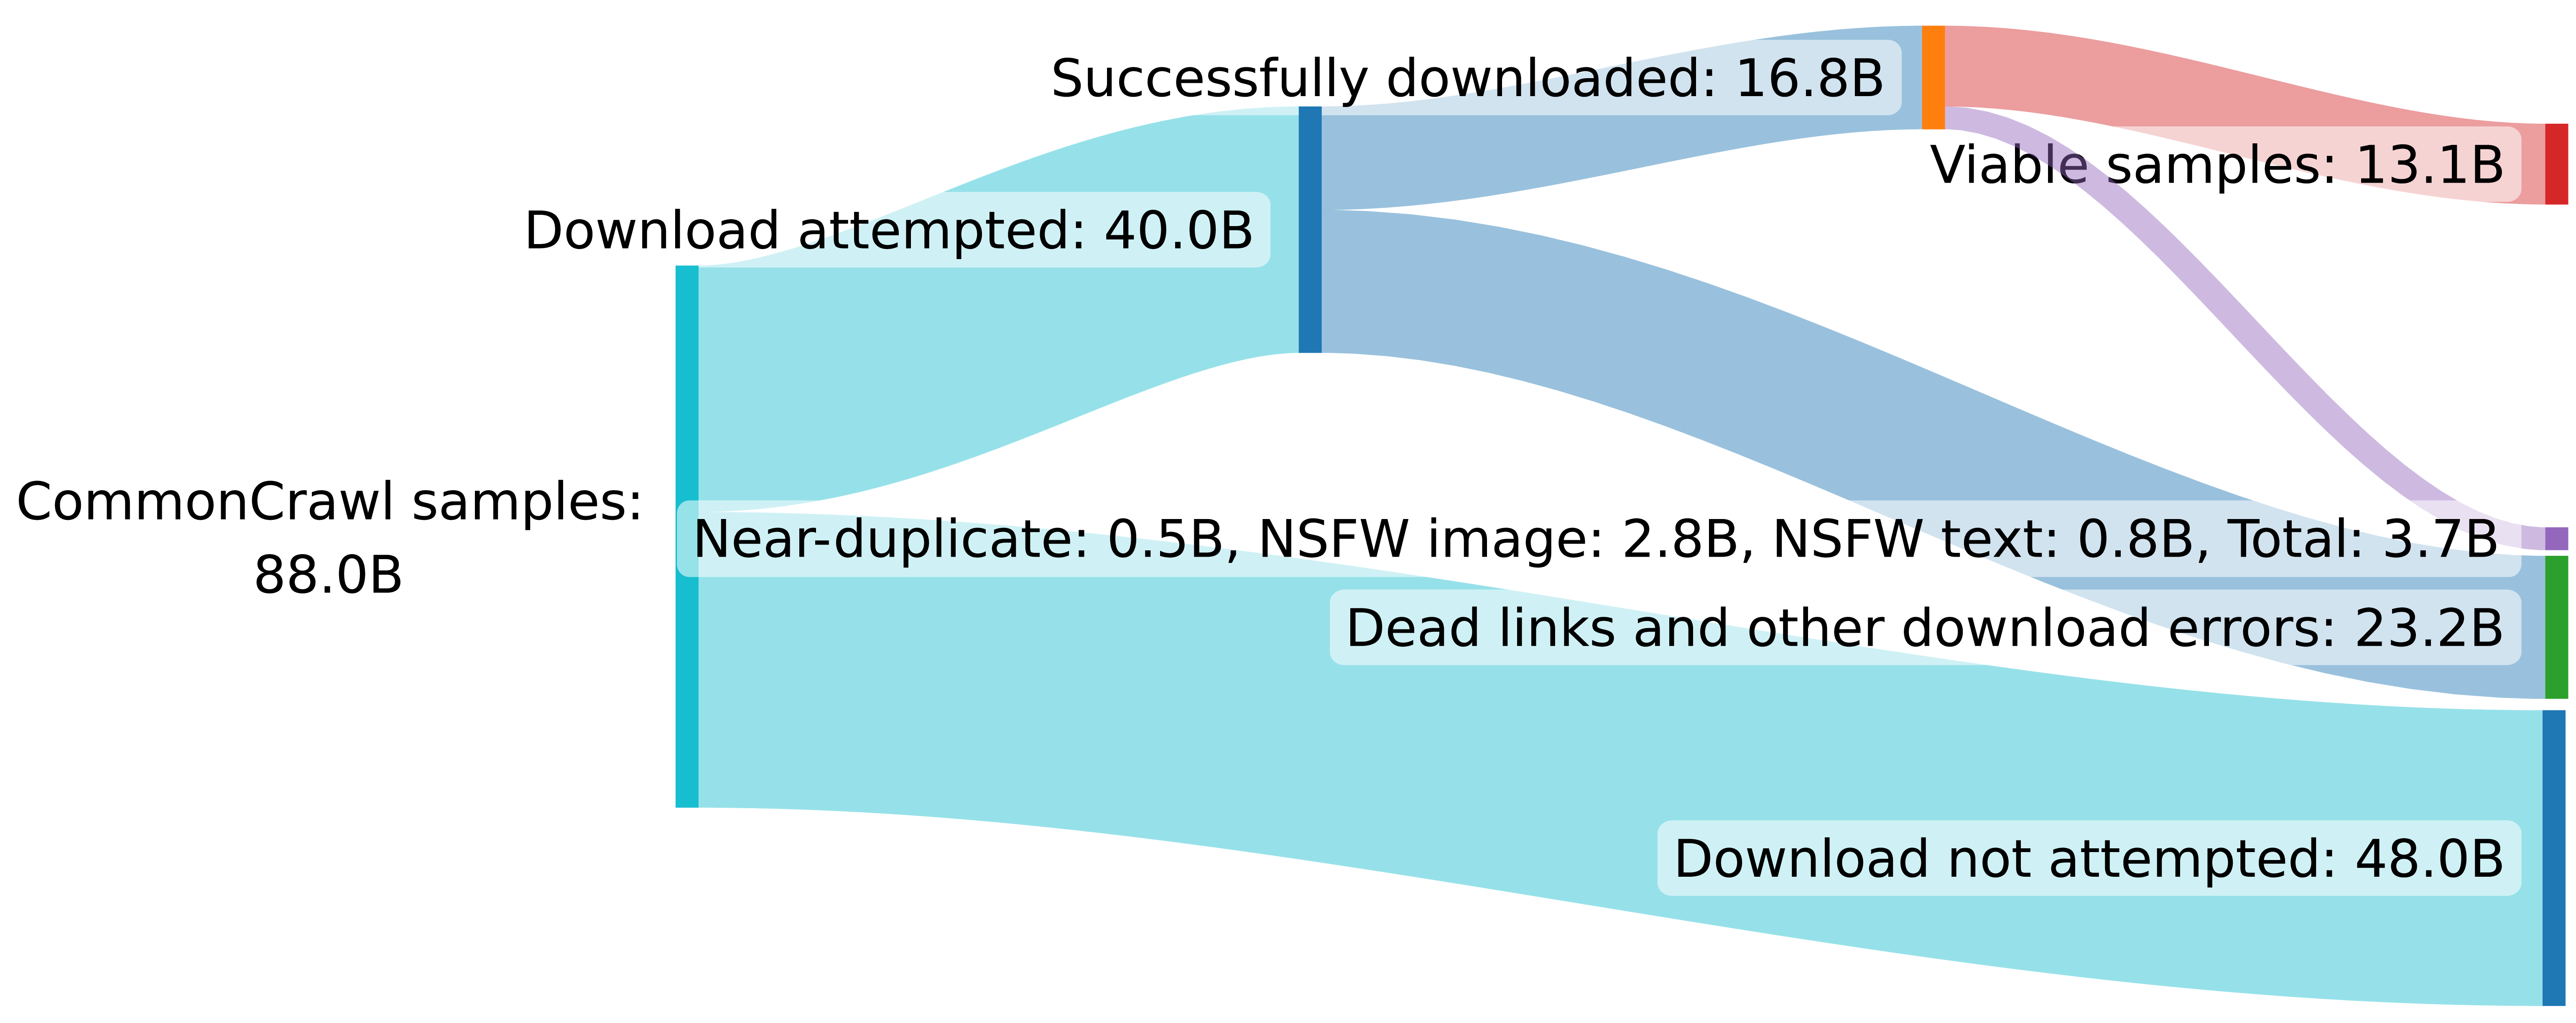 Successfully downloaded: 16.8B
Viable samples: 13.1B
Download attempted: 40.0B
CommonCrawl samples:
88.0B
Near-duplicate: 0.5B, NSFW image: 2.8B, NSFW text: 0.8B, Total: 3.7B
Dead links and other download errors: 23.2B
Download not attempted: 48.0B